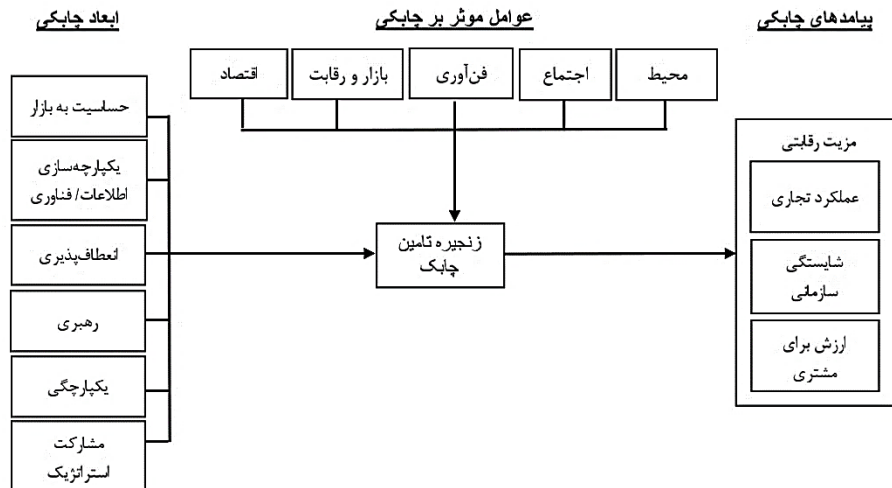 ابعاد چابکی
عوامل موثر بر چابکی
پیامدهای چابکی
اقتصاد
بازار و رقابت
فن‌آوری
اجتماع
محیط
حساسیت به بازار
یکپارچه‌سازی
اطلاعات/ فناوری
انعطاف‌پذیری
رهبری
یکپارچگی
مشارکت
استراتژیک
زنجیره تامین
چابک
مزیت رقابتی
عملکرد تجاری
شایستگی
سازمانی
ارزش برای
مشتری